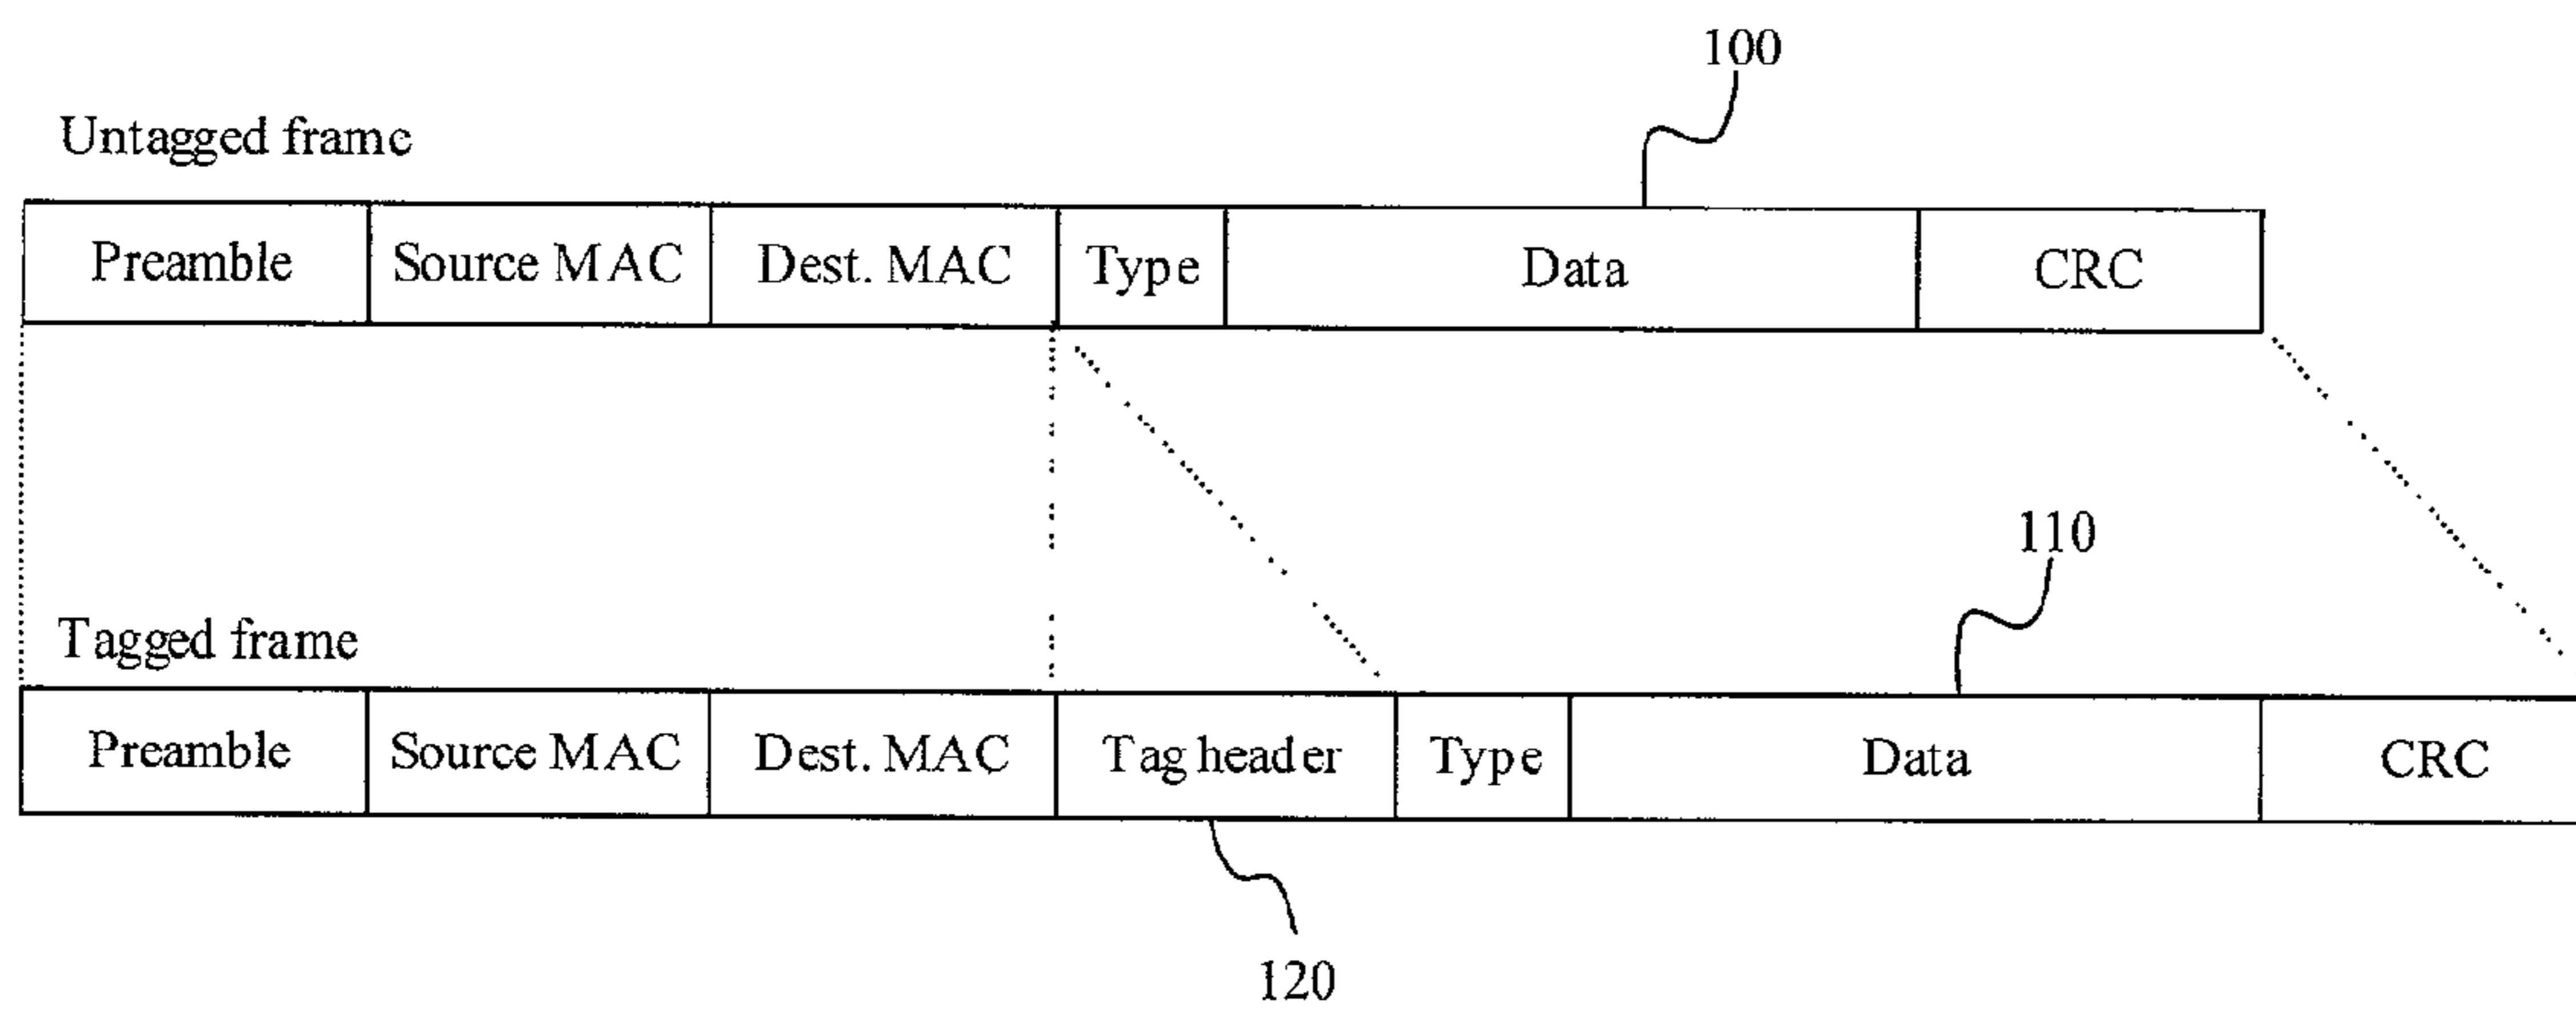 100
Untagged frame
Preamble Source MAC Dest. MAC Type Data CRC
110
Tagged frame
Preamble Source MAC Dest. MAC Tag header Type Data CRC
120